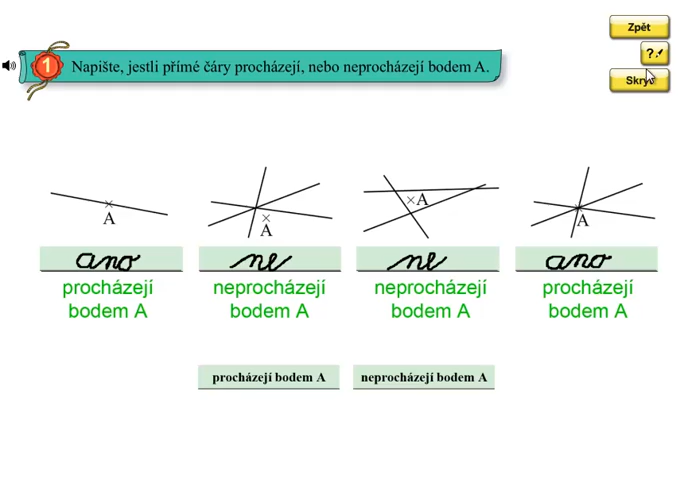 Zpět
1 Napište, jestli přímé čáry procházejí, nebo neprocházejí bodem A.
?
Skrýt
A A A A
ano ne ne ano
procházejí neprocházejí neprocházejí procházejí
bodem A bodem A bodem A bodem A
procházejí bodem A neprocházejí bodem A